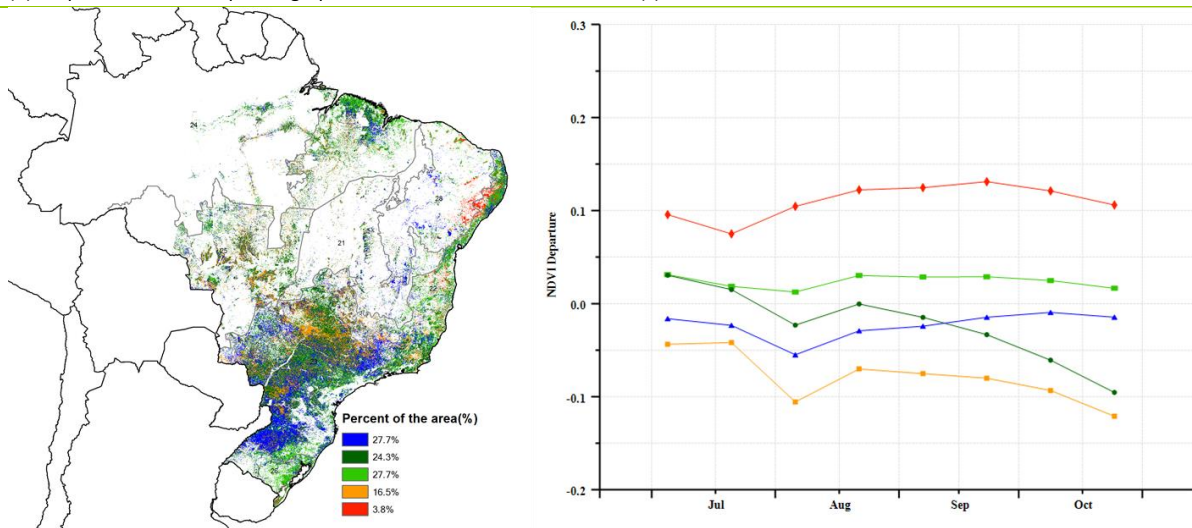 24
28
21
25
Percent of the area(%)
27.7%
24.3%
27.7%
16.5%
3.8%
NDVI Departure
0.3
0.2
0.1
0.0
-0.1
-0.2
Jul
Aug
Sep
Oct